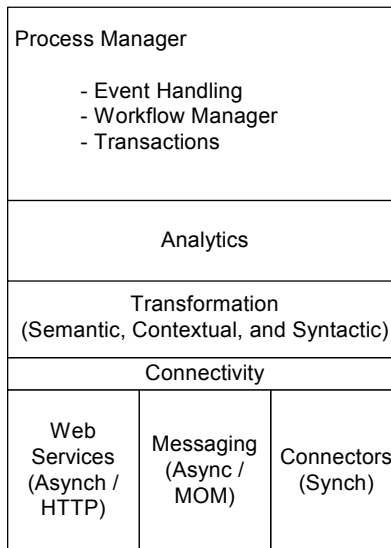 Process Manager
- Event Handling
- Workflow Manager
- Transactions
Analytics
Transformation
(Semantic, Contextual, and Syntactic)
Connectivity
Web
Services
(Asynch /
HTTP)
Messaging
(Async /
MOM)
Connectors
(Synch)